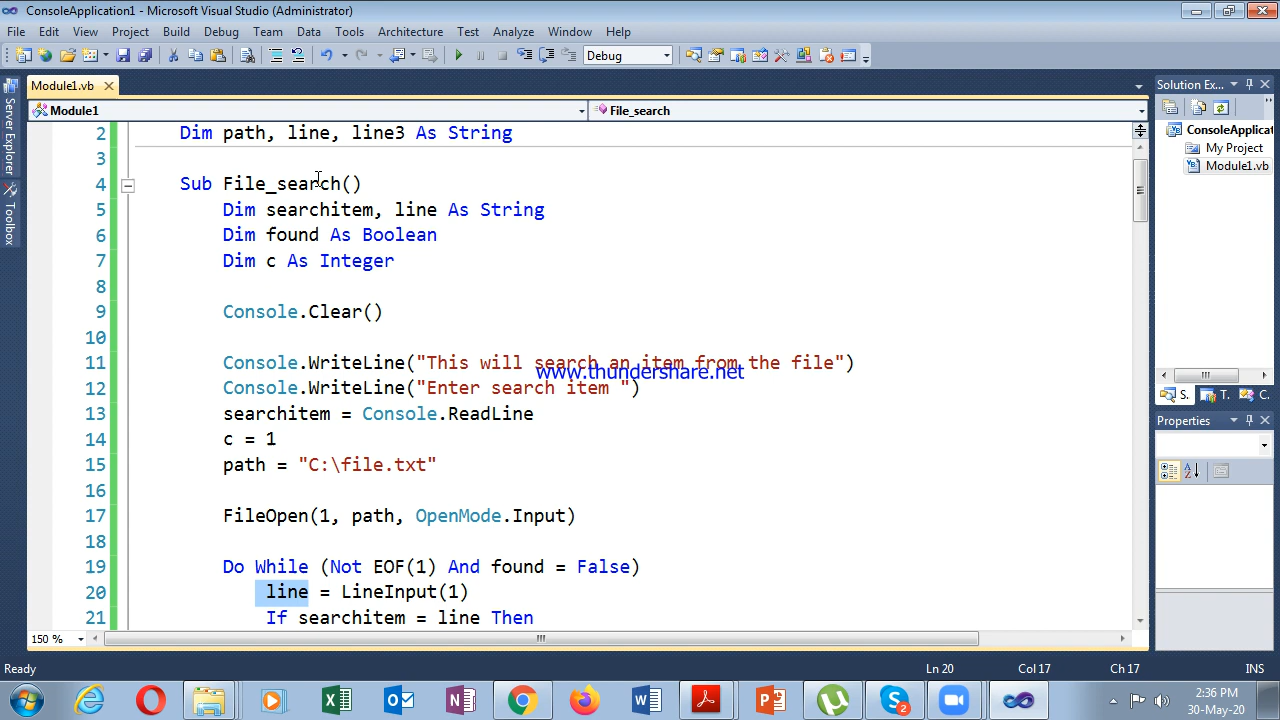 ConsoleApplication1 - Microsoft Visual Studio (Administrator)
File Edit View Project Build Debug Team Data Tools Architecture Test Analyze Window Help
Debug
Server Explorer
Toolbox
Module1.vb
Module1
File_search
2 Dim path, line, line3 As String
3
4 Sub File_search()
5 Dim searchitem, line As String
6 Dim found As Boolean
7 Dim c As Integer
8
9 Console.Clear()
10
11 Console.WriteLine("This will search an item from the file")
www.thundershare.net
12 Console.WriteLine("Enter search item ")
13 searchitem = Console.ReadLine
14 c = 1
15 path = "C:\file.txt"
16
17 FileOpen(1, path, OpenMode.Input)
18
19 Do While (Not EOF(1) And found = False)
20 line = LineInput(1)
21 If searchitem = line Then
150 %
Solution Ex...
ConsoleApplicat
My Project
Module1.vb
S. T. C.
Properties
Ready Ln 20 Col 17 Ch 17 INS
2
2:36 PM
30-May-20